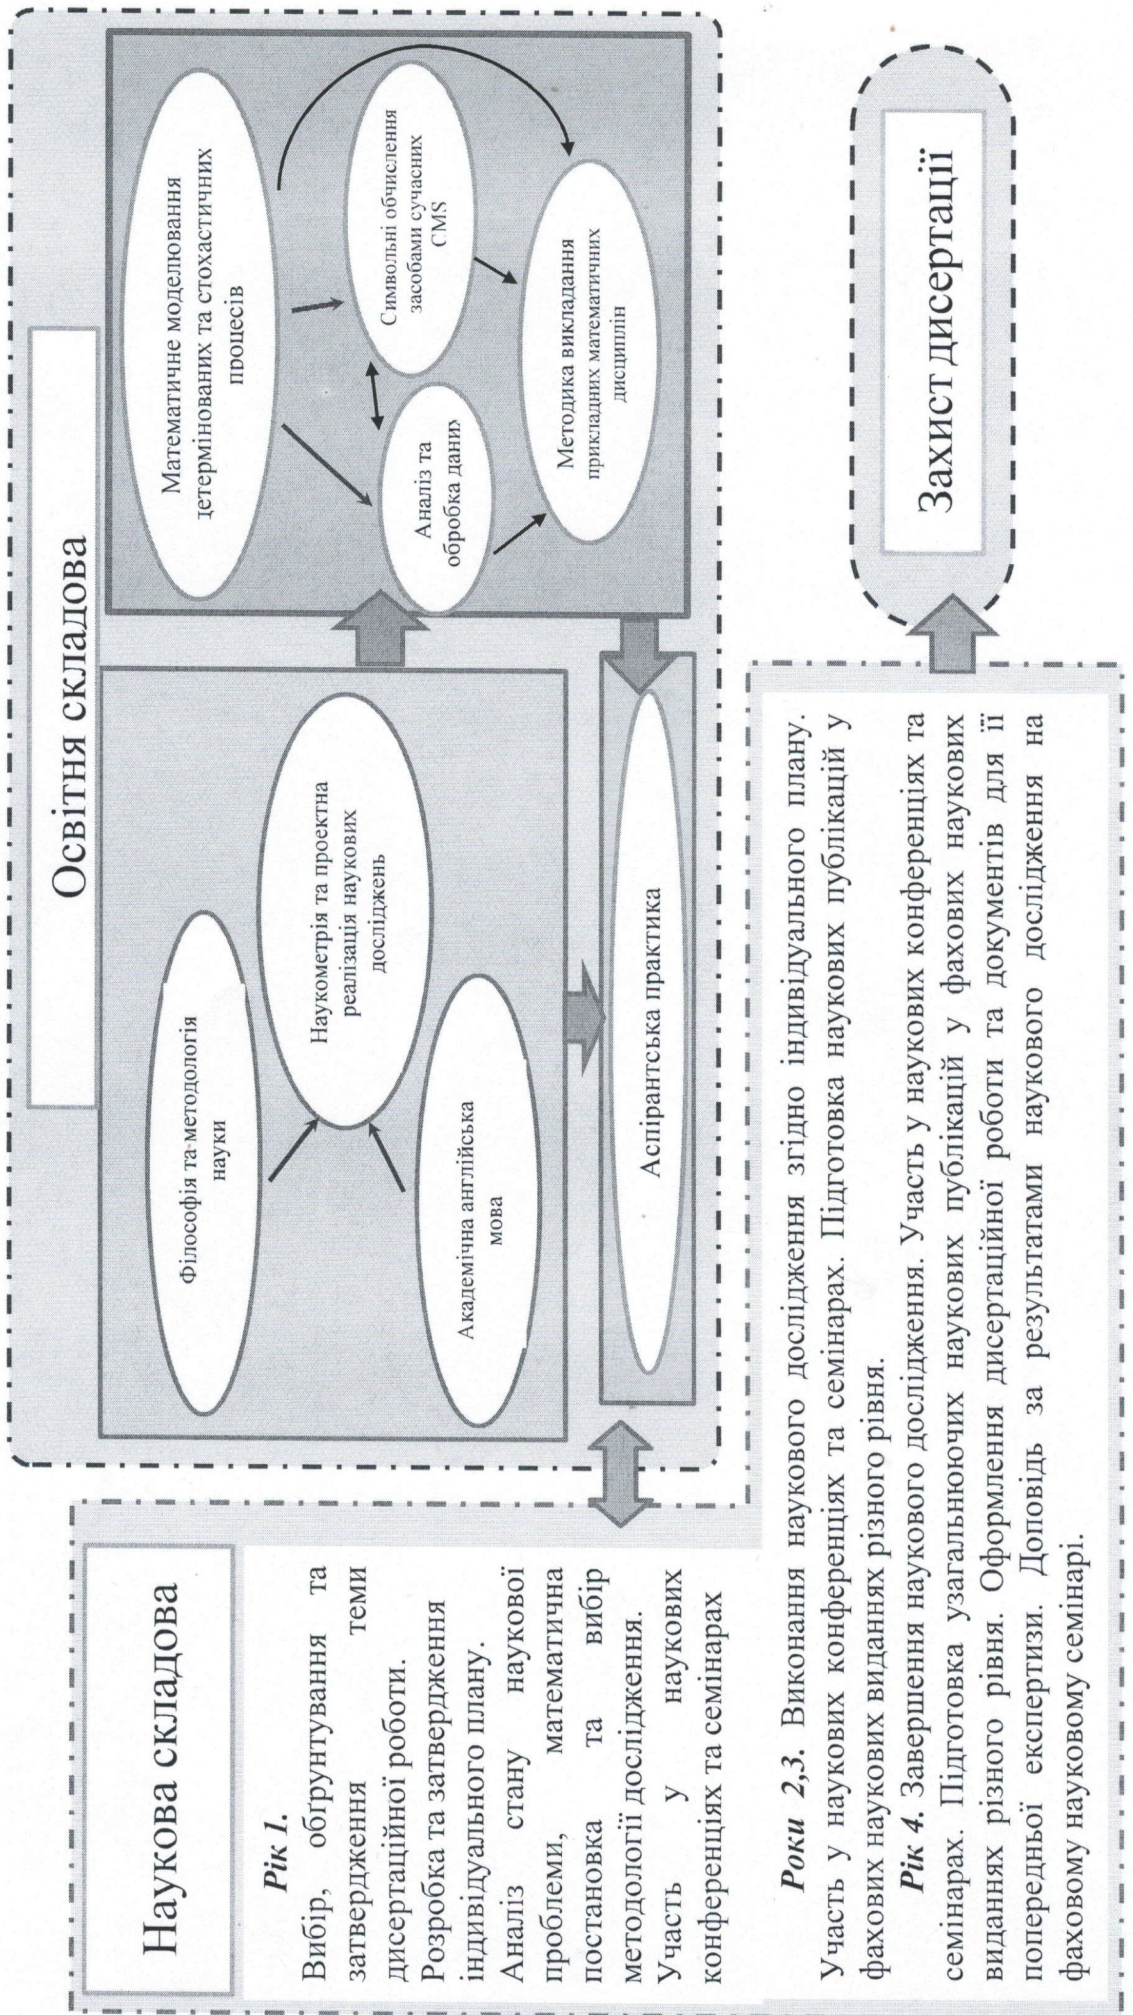 Наукова складова
Рік 1.
Вибір, обґрунтування та
затвердження теми
дисертаційної роботи.
Розробка та затвердження
індивідуального плану.
Аналіз стану наукової
проблеми, математична
постановка та вибір
методології дослідження.
Участь у наукових
конференціях та семінарах
Роки 2,3. Виконання наукового дослідження згідно індивідуального плану.
Участь у наукових конференціях та семінарах. Підготовка наукових публікацій у
фахових наукових виданнях різного рівня.
Рік 4. Завершення наукового дослідження. Участь у наукових конференціях та
семінарах. Підготовка узагальнюючих наукових публікацій у фахових наукових
виданнях різного рівня. Оформлення дисертаційної роботи та документів для її
попередньої експертизи. Доповідь за результатами наукового дослідження на
фаховому науковому семінарі.
Освітня складова
Філософія та методологія
науки
Наукометрія та проектна
реалізація наукових
досліджень
Академічна англійська
мова
Аспірантська практика
Математичне моделювання
детермінованих та стохастичних
процесів
Символьні обчислення
засобами сучасних
CMS
Аналіз та
обробка даних
Методика викладання
прикладних математичних
дисциплін
Захист дисертації